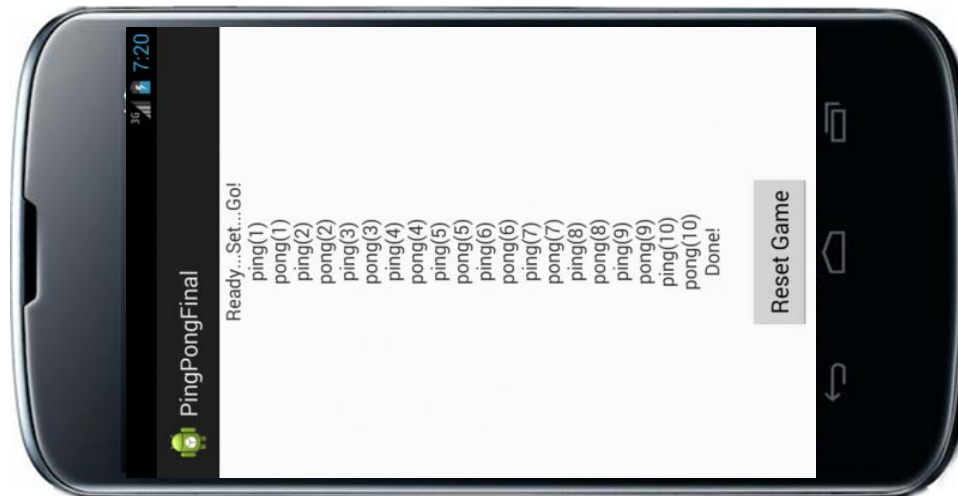 3G 7:20
PingPongFinal
Ready...Set...Go!
ping(1)
pong(1)
ping(2)
pong(2)
ping(3)
pong(3)
ping(4)
pong(4)
ping(5)
pong(5)
ping(6)
pong(6)
ping(7)
pong(7)
ping(8)
pong(8)
ping(9)
pong(9)
ping(10)
pong(10)
Done!
Reset Game